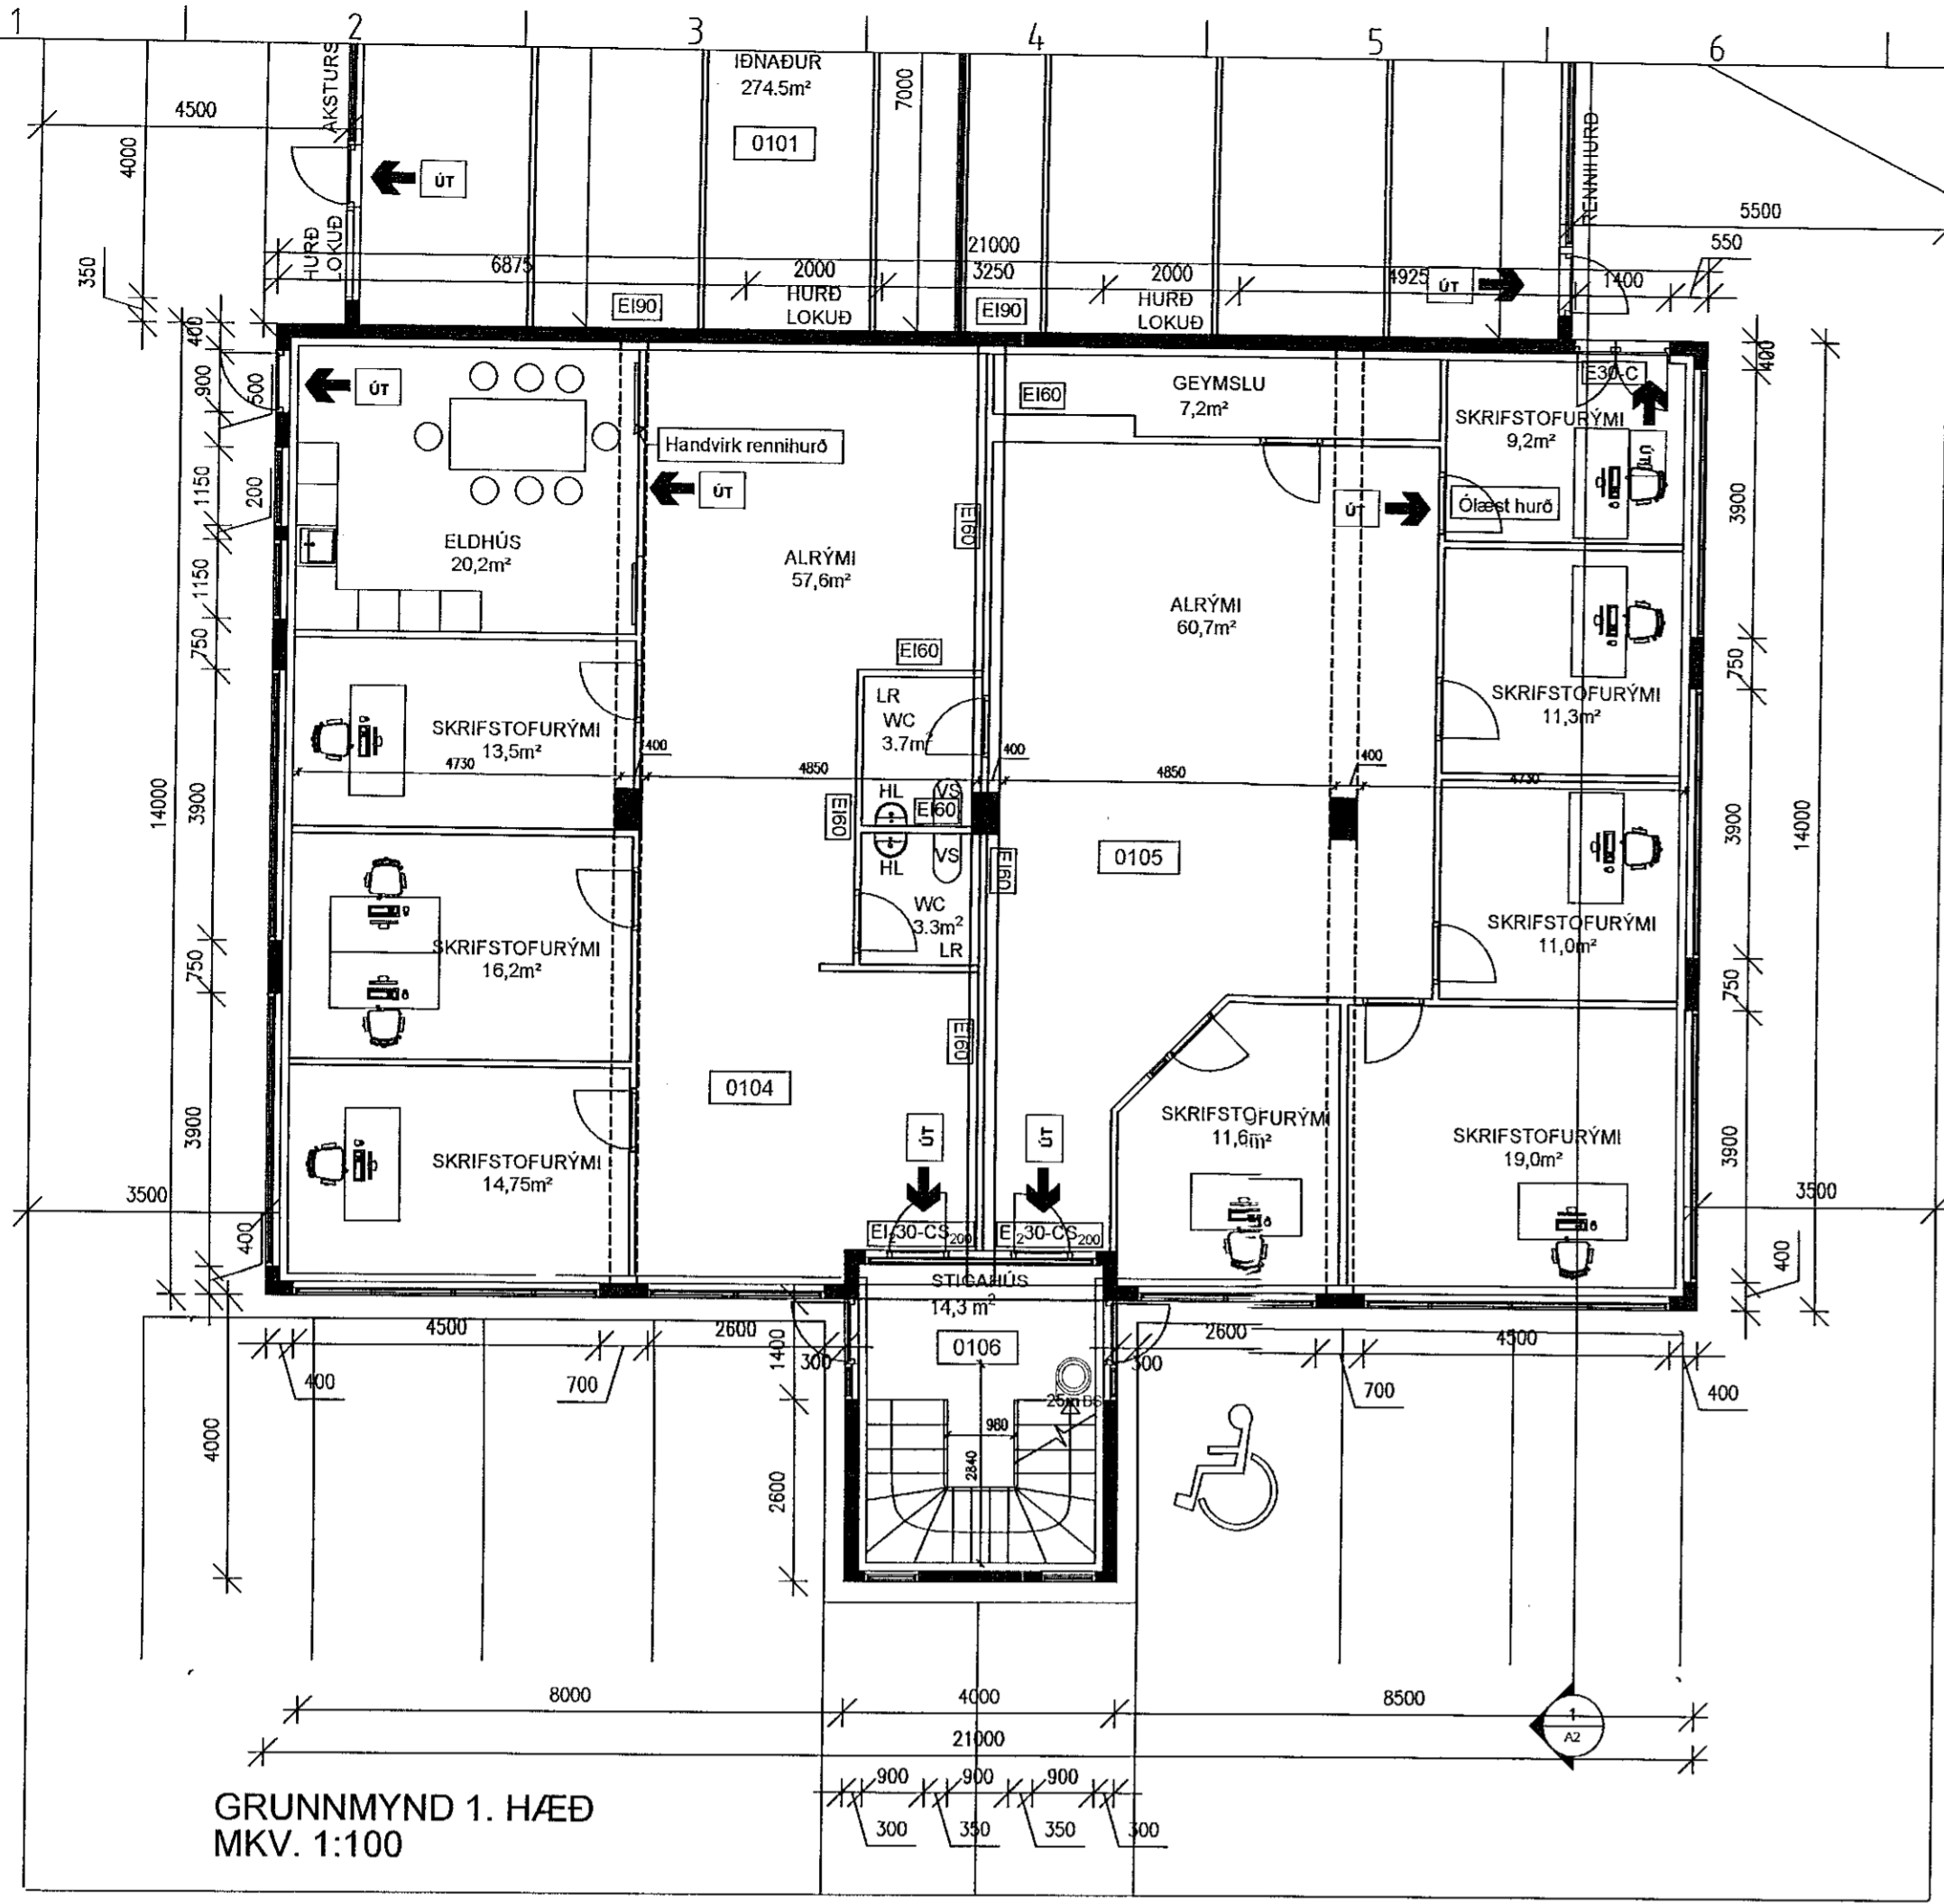 1
2
3
4
5
6
AKSTURS
IÐNAÐUR
274.5m²
0101
7000
4500
4000
ÚT
HURÐ
LOKUÐ
RENNIHURÐ
5500
350
21000
550
6875
2000
3250
2000
4925
ÚT
1400
HURÐ
LOKUÐ
HURÐ
LOKUÐ
EI90
EI90
400
900
500
1150
200
1150
750
3900
14000
750
3900
400
3500
ÚT
Handvirk rennihurð
ÚT
ELDHÚS
20,2m²
ALRÝMI
57,6m²
EI60
EI60
EI60
GEYMSLU
7,2m²
E30-C
SKRIFSTOFURÝMI
9,2m²
ÚT
Ólæst hurð
ÚT
ALRÝMI
60,7m²
SKRIFSTOFURÝMI
11,3m²
400
3900
750
3900
14000
750
3900
3500
400
LR
WC
3.7m²
SKRIFSTOFURÝMI
13,5m²
4730
400
4850
400
4850
400
4730
HL
VS
EI60
EI60
HL
VS
EI60
0105
WC
3.3m²
LR
SKRIFSTOFURÝMI
16,2m²
SKRIFSTOFURÝMI
11,0m²
EI60
0104
ÚT
ÚT
SKRIFSTOFURÝMI
14,75m²
SKRIFSTOFURÝMI
11,6m²
SKRIFSTOFURÝMI
19,0m²
EI₂30-CS₂₀₀
E₂30-CS₂₀₀
STIGAHÚS
14,3 m²
0106
4500
2600
300
1400
300
2600
4500
400
700
700
400
25m BS
980
2840
4000
2600
8000
4000
8500
21000
1
A2
900
900
900
300
350
350
300
GRUNNMYND 1. HÆÐ
MKV. 1:100